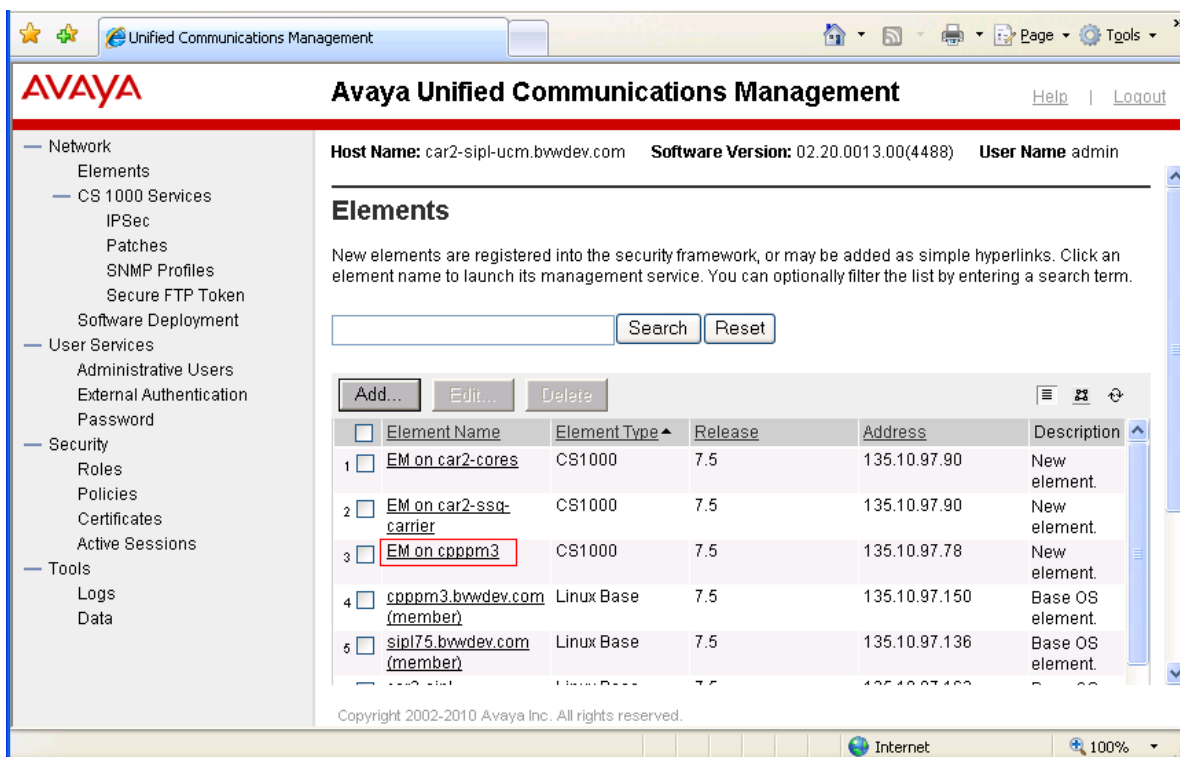 Unified Communications Management
Page
Tools
AVAYA
Avaya Unified Communications Management
Help | Logout
— Network
Elements
— CS 1000 Services
IPSec
Patches
SNMP Profiles
Secure FTP Token
Software Deployment
— User Services
Administrative Users
External Authentication
Password
— Security
Roles
Policies
Certificates
Active Sessions
— Tools
Logs
Data
Host Name: car2-sipl-ucm.bvwdev.com Software Version: 02.20.0013.00(4488) User Name admin
Elements
New elements are registered into the security framework, or may be added as simple hyperlinks. Click an
element name to launch its management service. You can optionally filter the list by entering a search term.
Search Reset
Add... Edit... Delete
Element Name Element Type Release Address Description
1 EM on car2-cores CS1000 7.5 135.10.97.90 New
element.
2 EM on car2-ssg- CS1000 7.5 135.10.97.90 New
carrier element.
3 EM on cpppm3 CS1000 7.5 135.10.97.78 New
element.
4 cpppm3.bvwdev.com Linux Base 7.5 135.10.97.150 Base OS
(member) element.
5 sipl75.bvwdev.com Linux Base 7.5 135.10.97.136 Base OS
(member) element.
Copyright 2002-2010 Avaya Inc. All rights reserved.
Internet 100%